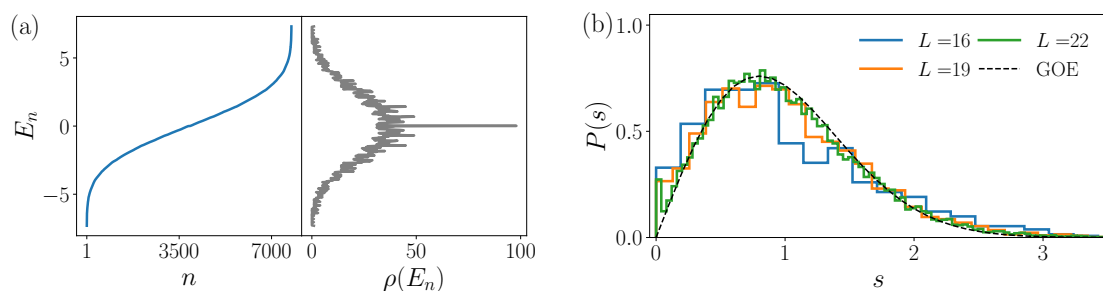 (a)
E_n
5
0
−5
1
3500
7000
n
0
50
100
ρ(E_n)
(b)
P(s)
1.0
0.5
0.0
0
1
2
3
s
L =16
L =19
L =22
GOE